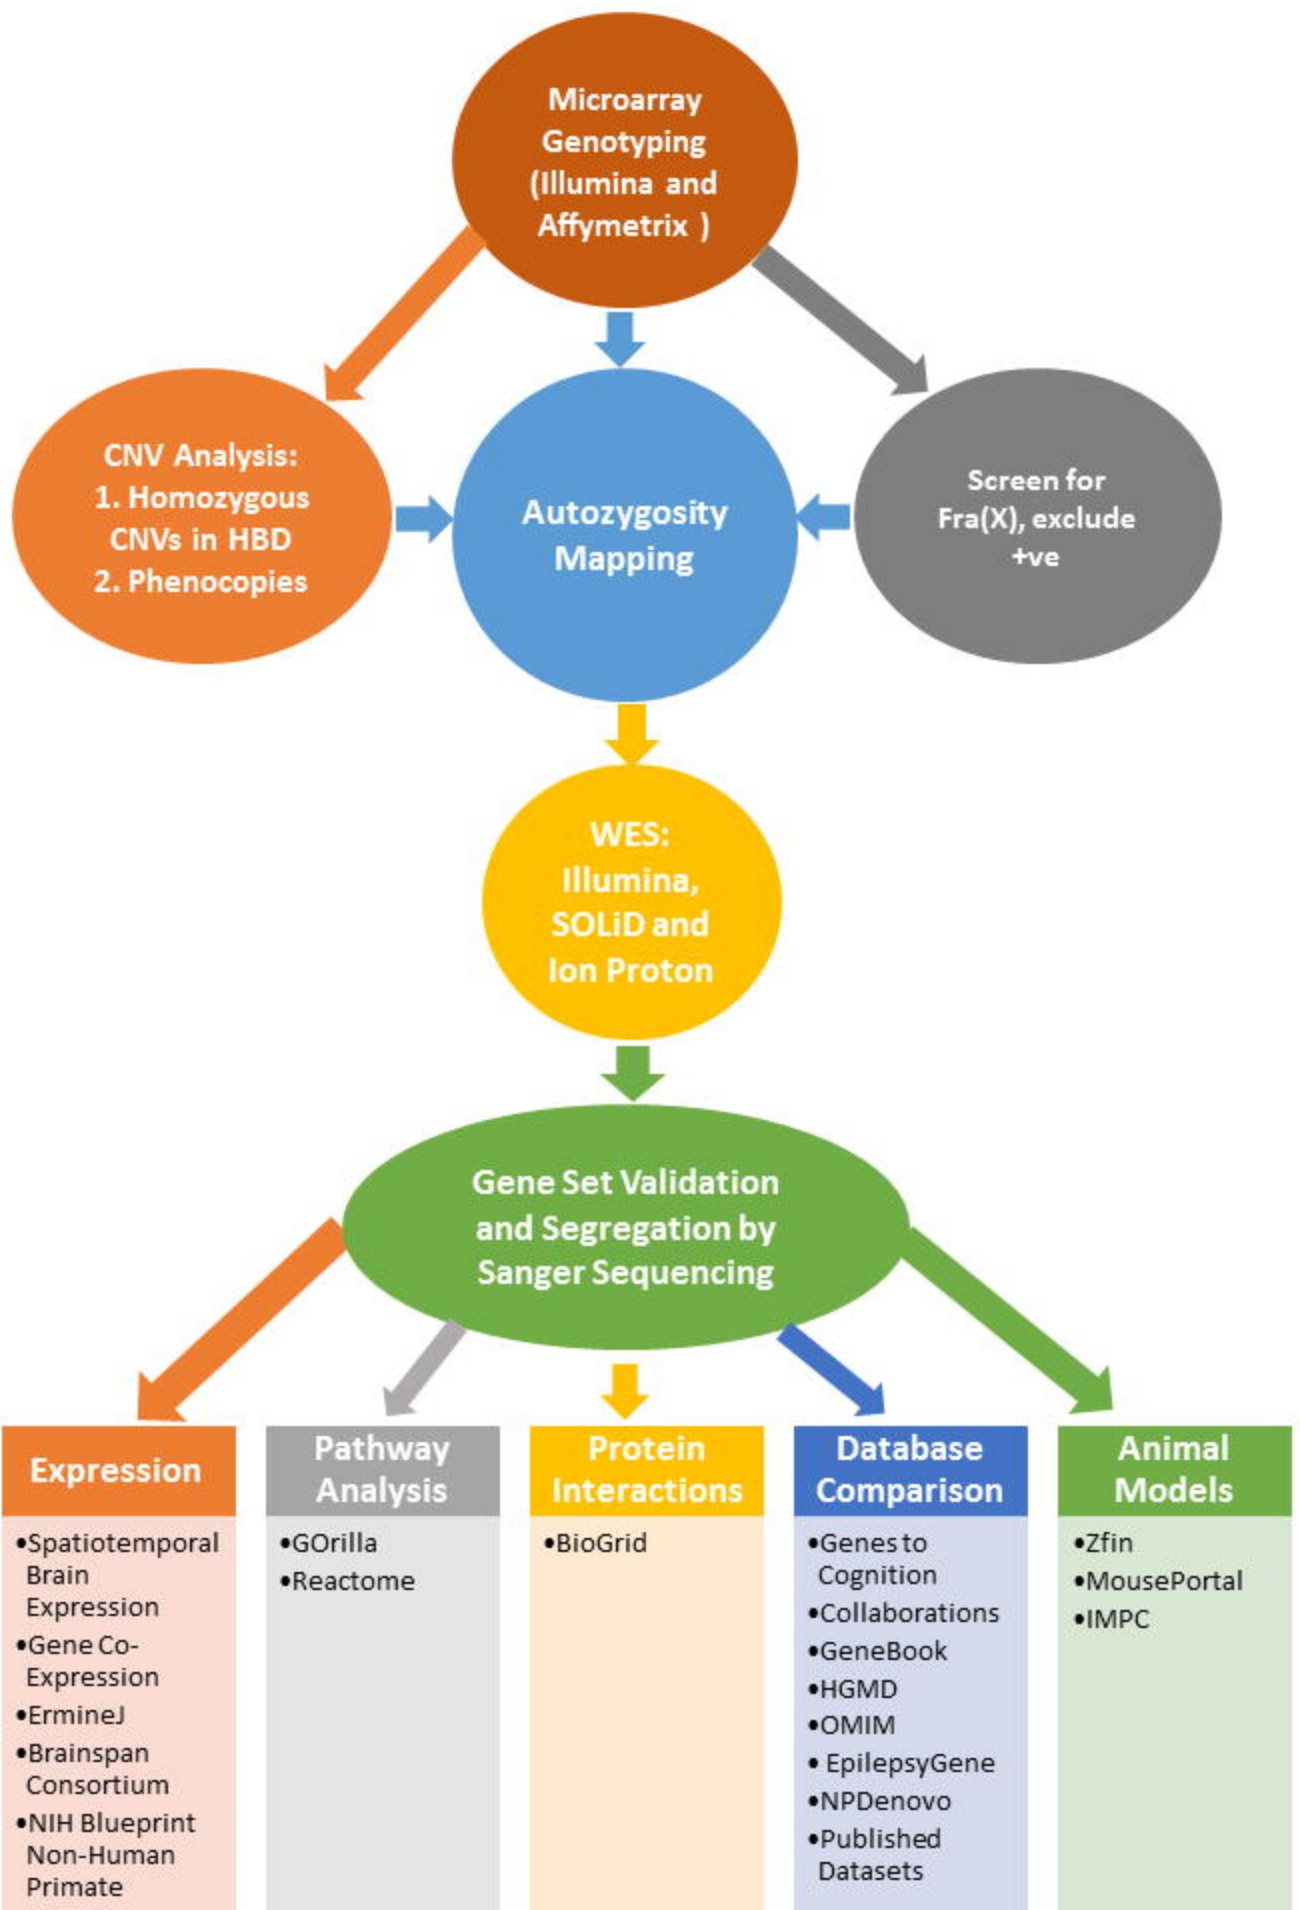 Microarray
Genotyping
(Illumina and
Affymetrix )
CNV Analysis:
1. Homozygous
CNVs in HBD
2. Phenocopies
Autozygosity
Mapping
Screen for
Fra(X), exclude
+ve
WES:
Illumina,
SOLiD and
Ion Proton
Gene Set Validation
and Segregation by
Sanger Sequencing
Expression
•Spatiotemporal
Brain
Expression
•Gene Co-
Expression
•ErmineJ
•Brainspan
Consortium
•NIH Blueprint
Non-Human
Primate
Pathway
Analysis
•GOrilla
•Reactome
Protein
Interactions
•BioGrid
Database
Comparison
•Genes to
Cognition
•Collaborations
•GeneBook
•HGMD
•OMIM
• EpilepsyGene
•NPDenovo
•Published
Datasets
Animal
Models
•Zfin
•MousePortal
•IMPC